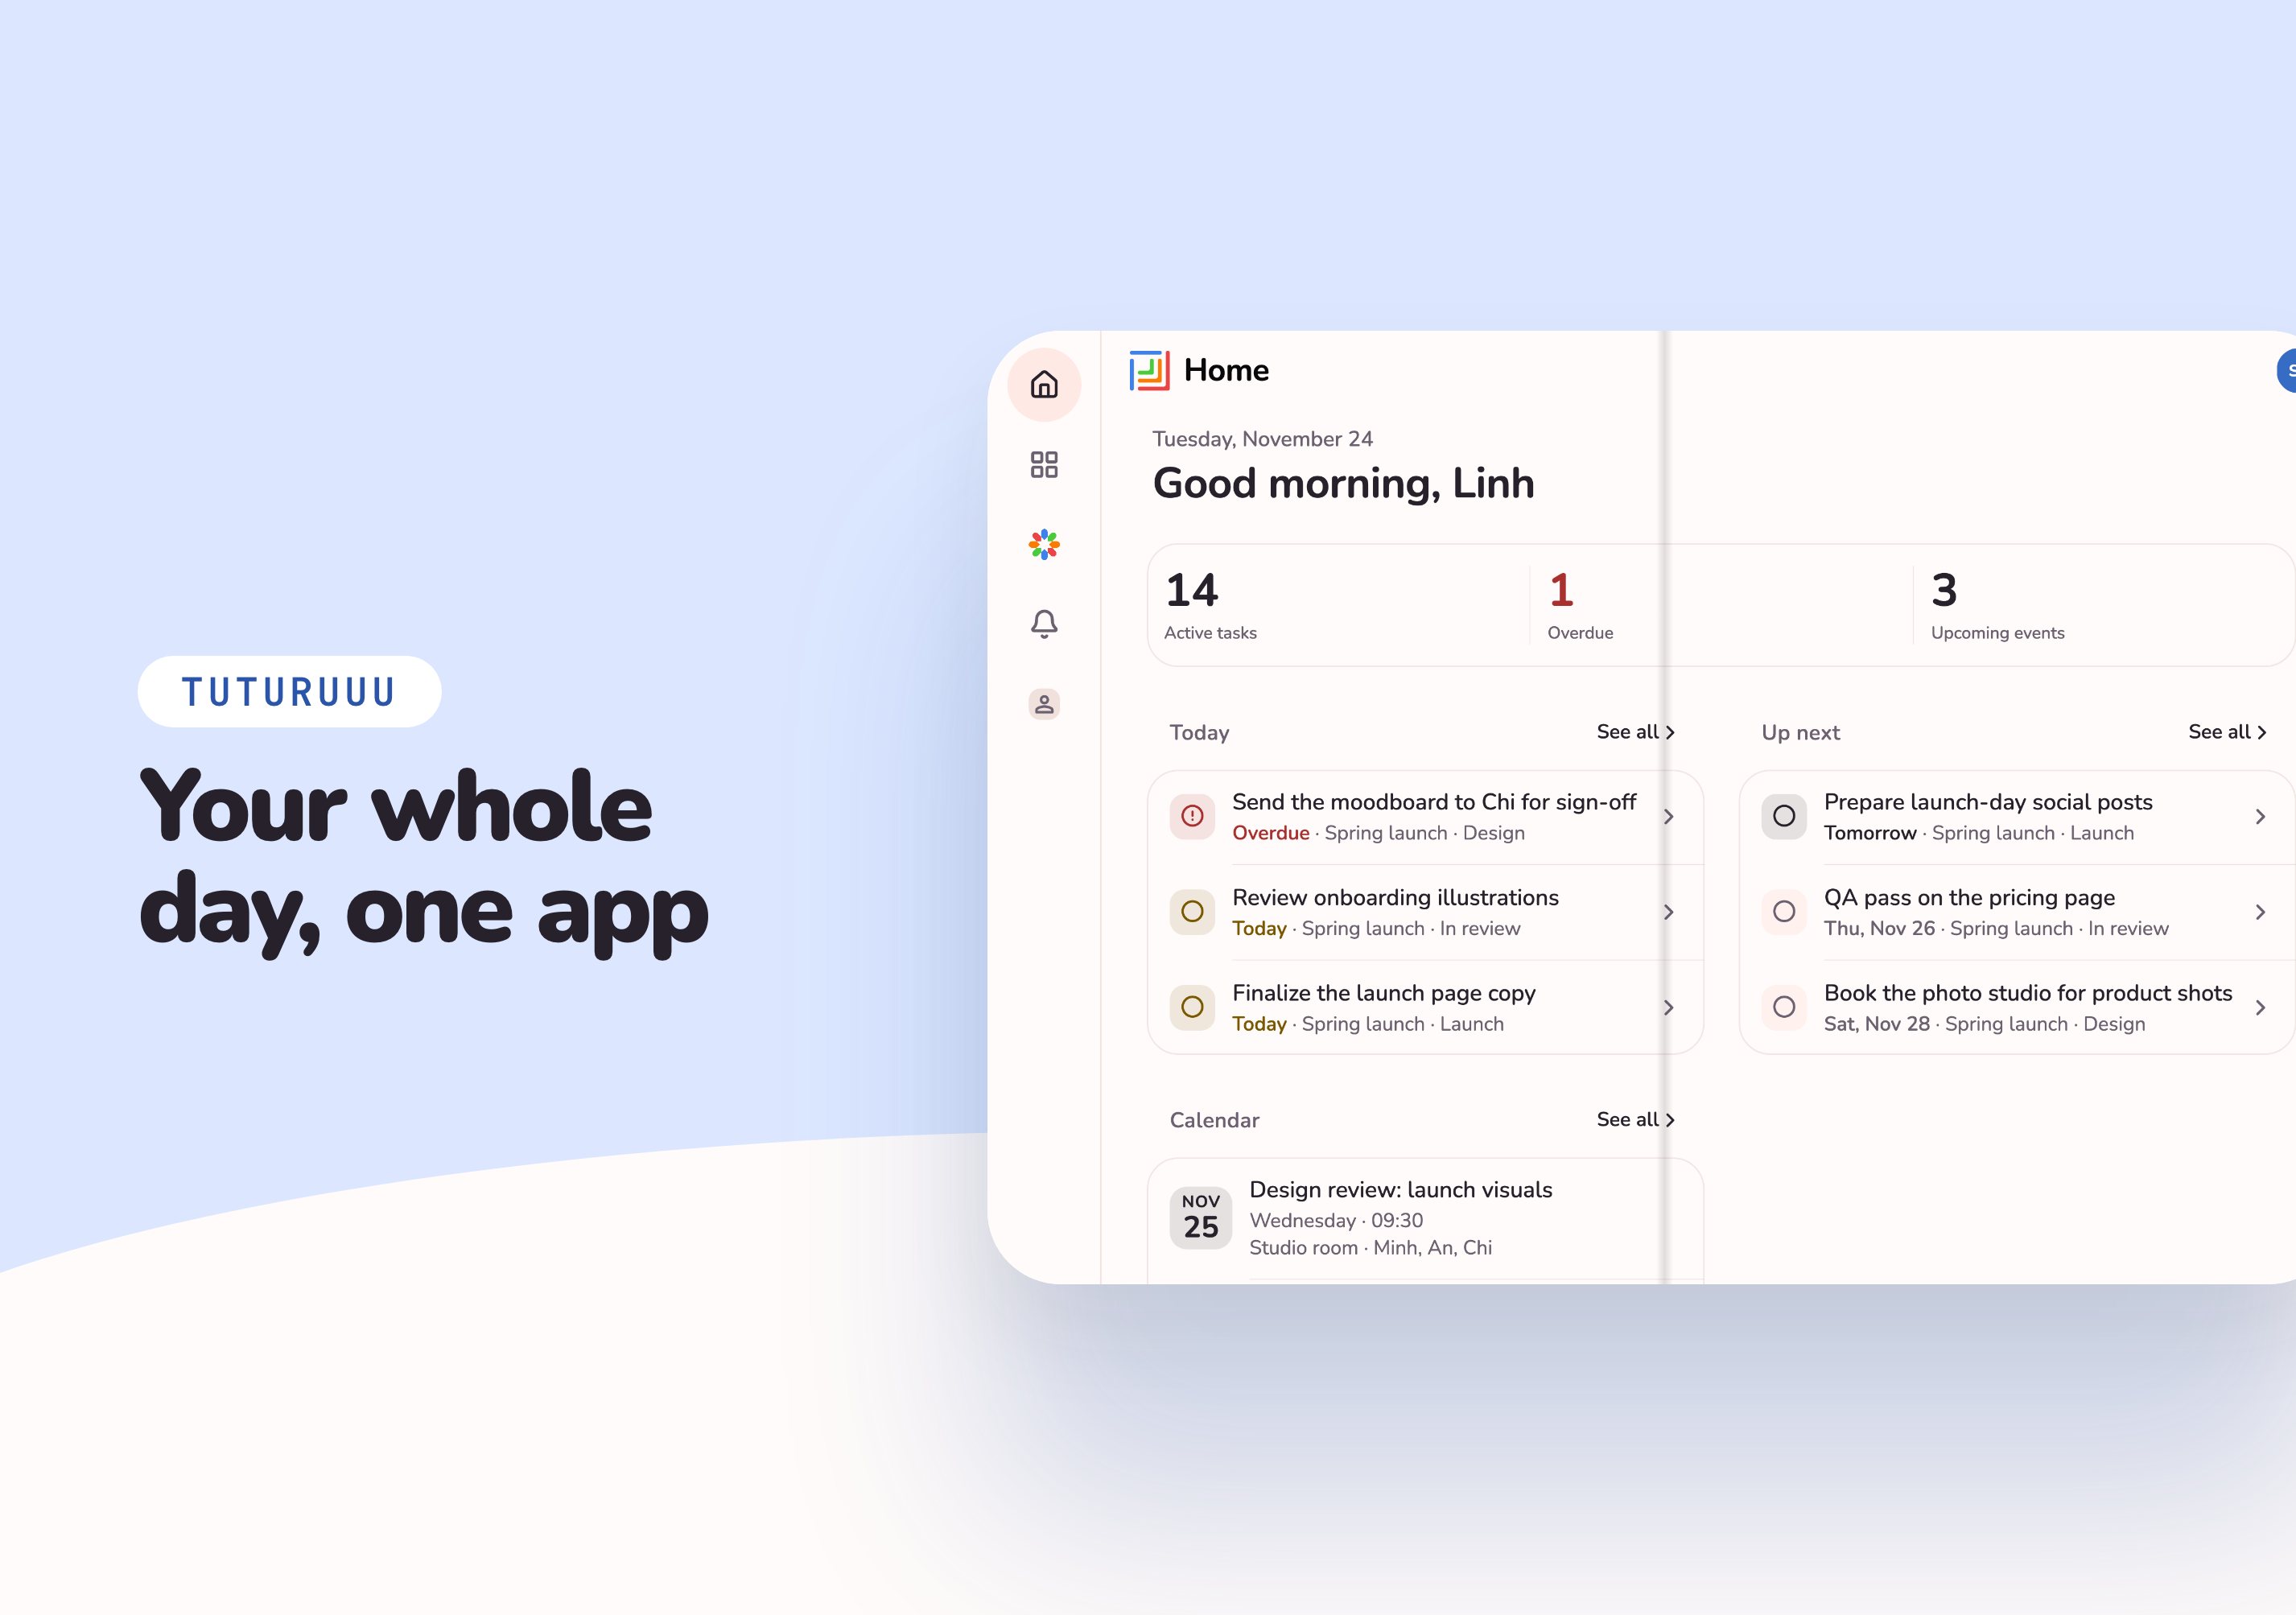 TUTURUUU
Your whole
day, one app
Home
Tuesday, November 24
Good morning, Linh
14
Active tasks
1
Overdue
3
Upcoming events
Today
See all
Send the moodboard to Chi for sign-off
Overdue · Spring launch · Design
Review onboarding illustrations
Today · Spring launch · In review
Finalize the launch page copy
Today · Spring launch · Launch
Up next
See all
Prepare launch-day social posts
Tomorrow · Spring launch · Launch
QA pass on the pricing page
Thu, Nov 26 · Spring launch · In review
Book the photo studio for product shots
Sat, Nov 28 · Spring launch · Design
Calendar
See all
NOV
25
Design review: launch visuals
Wednesday · 09:30
Studio room · Minh, An, Chi